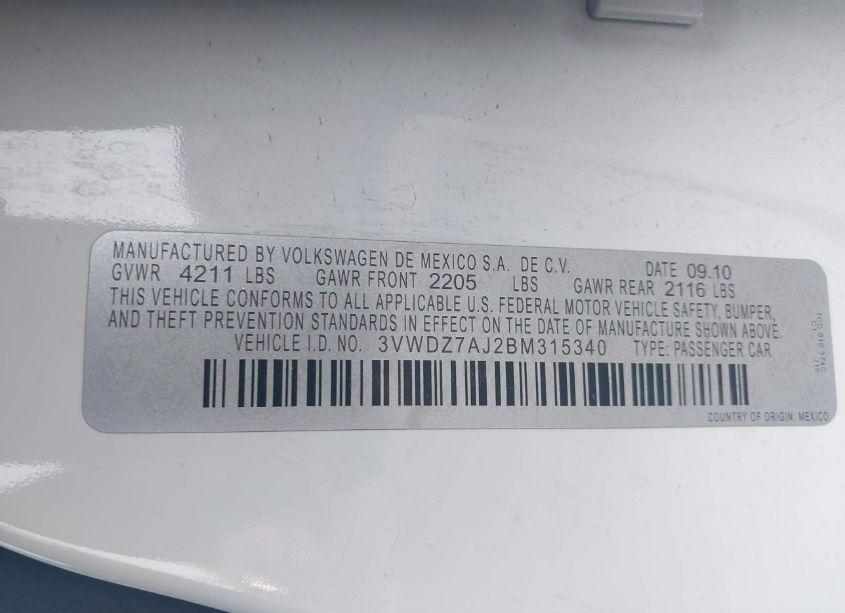 MANUFACTURED BY VOLKSWAGEN DE MEXICO S.A. DE C.V. DATE 09.10
GVWR 4211 LBS GAWR FRONT 2205 LBS GAWR REAR 2116 LBS
THIS VEHICLE CONFORMS TO ALL APPLICABLE U.S. FEDERAL MOTOR VEHICLE SAFETY, BUMPER,
AND THEFT PREVENTION STANDARDS IN EFFECT ON THE DATE OF MANUFACTURE SHOWN ABOVE.
VEHICLE I.D. NO. 3VWDZ7AJ2BM315340 TYPE: PASSENGER CAR
COUNTRY OF ORIGIN: MEXICO